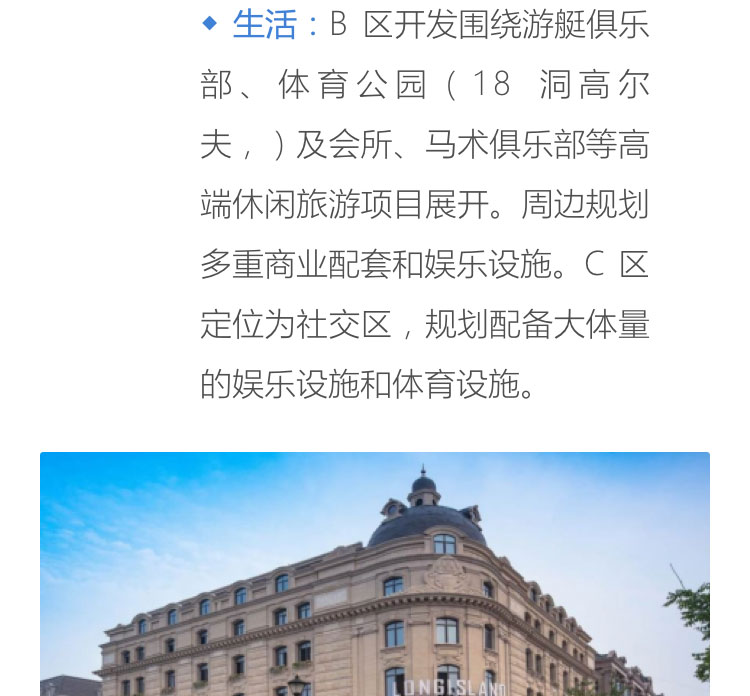 ◆ 生活：B 区开发围绕游艇俱乐
部、体育公园（18 洞高尔
夫，）及会所、马术俱乐部等高
端休闲旅游项目展开。周边规划
多重商业配套和娱乐设施。C 区
定位为社交区，规划配备大体量
的娱乐设施和体育设施。
LONGISLAND